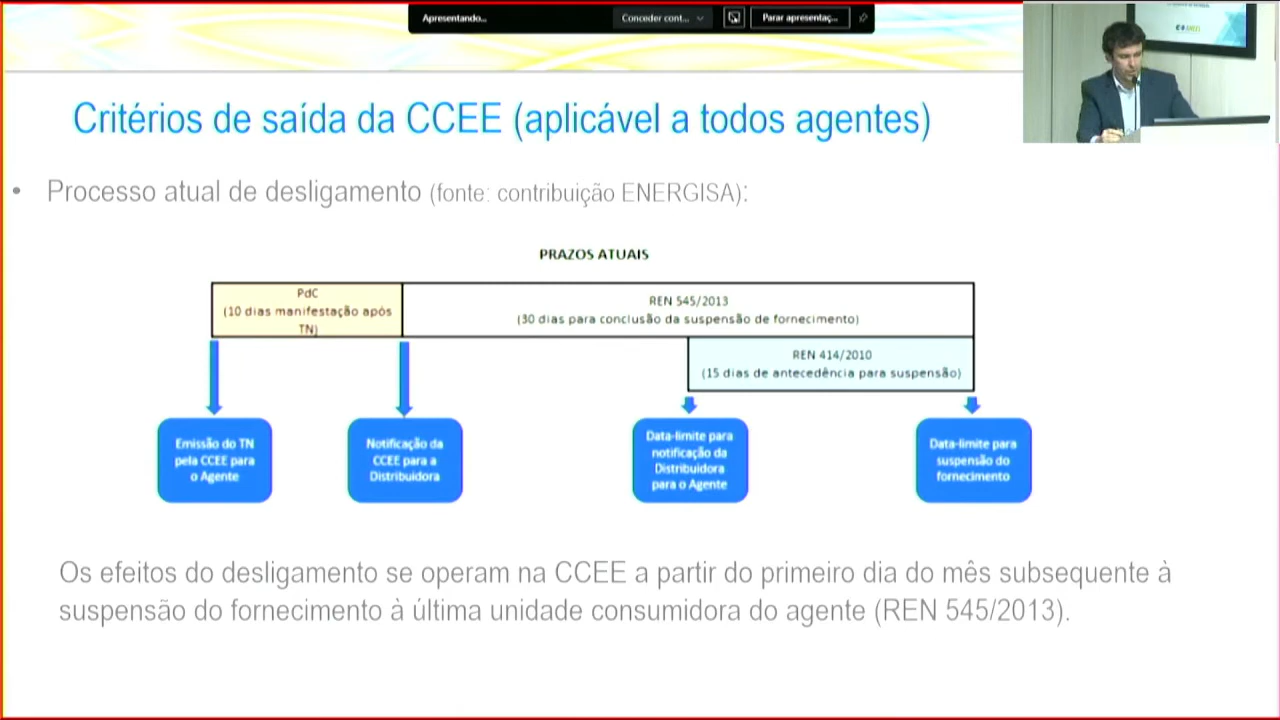 Apresentando...
Conceder cont...
Parar apresentaç...
Critérios de saída da CCEE (aplicável a todos agentes)
• Processo atual de desligamento (fonte: contribuição ENERGISA):
PRAZOS ATUAIS
PdC
(10 dias manifestação após
TN)
REN 545/2013
(30 dias para conclusão da suspensão de fornecimento)
REN 414/2010
(15 dias de antecedência para suspensão)
Emissão do TN
pela CCEE para
o Agente
Notificação da
CCEE para a
Distribuidora
Data-limite para
notificação da
Distribuidora
para o Agente
Data-limite para
suspensão do
fornecimento
Os efeitos do desligamento se operam na CCEE a partir do primeiro dia do mês subsequente à
suspensão do fornecimento à última unidade consumidora do agente (REN 545/2013).